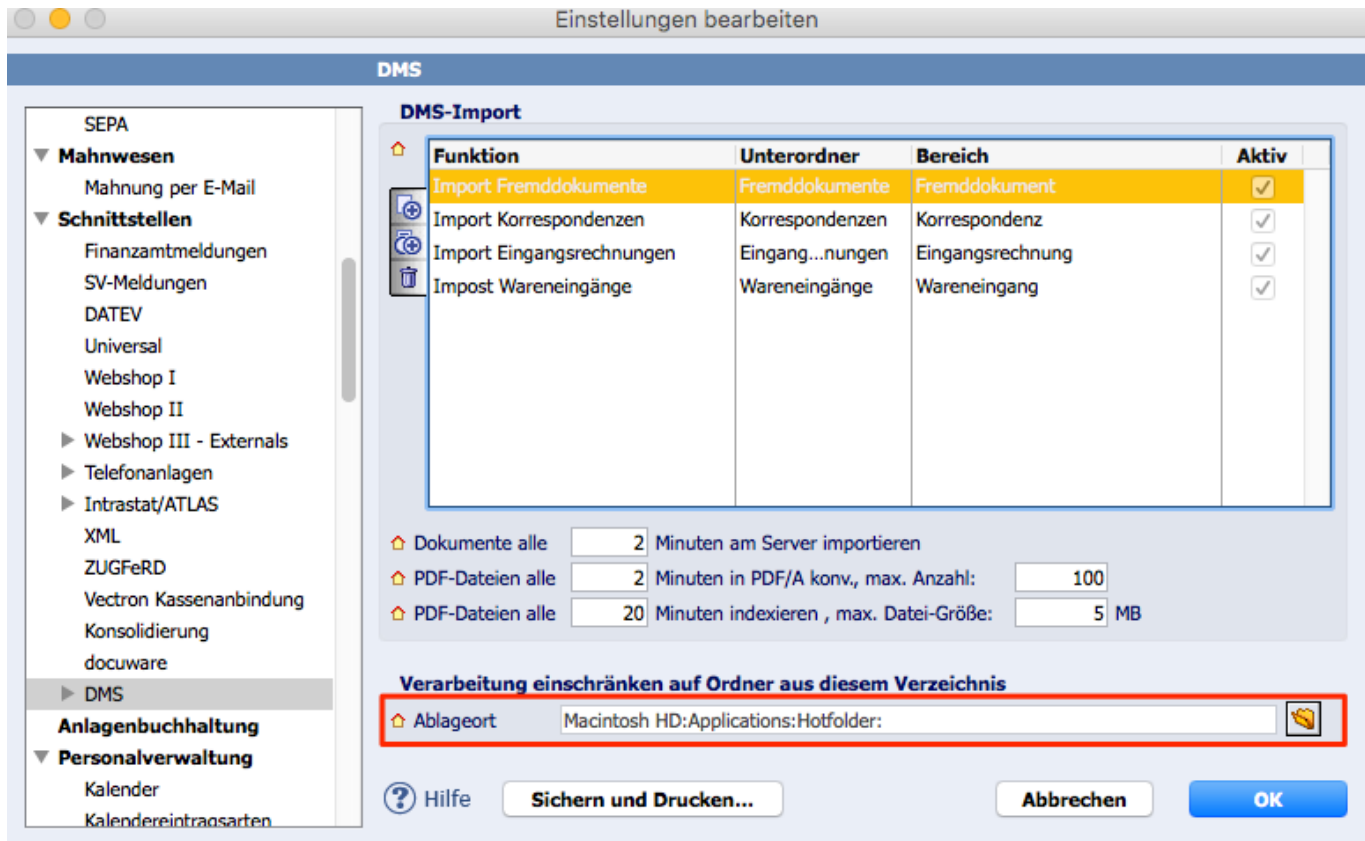 Einstellungen bearbeiten
DMS
SEPA
Mahnwesen
Mahnung per E-Mail
Schnittstellen
Finanzamtmeldungen
SV-Meldungen
DATEV
Universal
Webshop I
Webshop II
Webshop III - Externals
Telefonanlagen
Intrastat/ATLAS
XML
ZUGFeRD
Vectron Kassenanbindung
Konsolidierung
docuware
DMS
Anlagenbuchhaltung
Personalverwaltung
Kalender
Kalendereintragsarten
DMS-Import
Funktion Unterordner Bereich Aktiv
Import Fremddokumente Fremddokumente Fremddokument
Import Korrespondenzen Korrespondenzen Korrespondenz
Import Eingangsrechnungen Eingang...nungen Eingangsrechnung
Impost Wareneingänge Wareneingänge Wareneingang
Dokumente alle 2 Minuten am Server importieren
PDF-Dateien alle 2 Minuten in PDF/A konv., max. Anzahl: 100
PDF-Dateien alle 20 Minuten indexieren , max. Datei-Größe: 5 MB
Verarbeitung einschränken auf Ordner aus diesem Verzeichnis
Ablageort Macintosh HD:Applications:Hotfolder:
? Hilfe Sichern und Drucken... Abbrechen OK